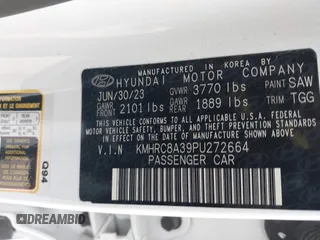 MANUFACTURED IN KOREA BY
HYUNDAI MOTOR COMPANY
JUN/30/23 GVWR 3770 lbs PAINT SAW
GAWR FRONT 2101 lbs GAWR REAR 1889 lbs TRIM TGG
THIS VEHICLE CONFORMS TO ALL APPLICABLE
U.S. FEDERAL MOTOR VEHICLE SAFETY, BUMPER,
AND THEFT PREVENTION STANDARDS IN EFFECT ON
THE DATE OF MANUFACTURE SHOWN ABOVE.
V.I.N KMHRC8A39PU272664
PASSENGER CAR
Q94
DREAMBID